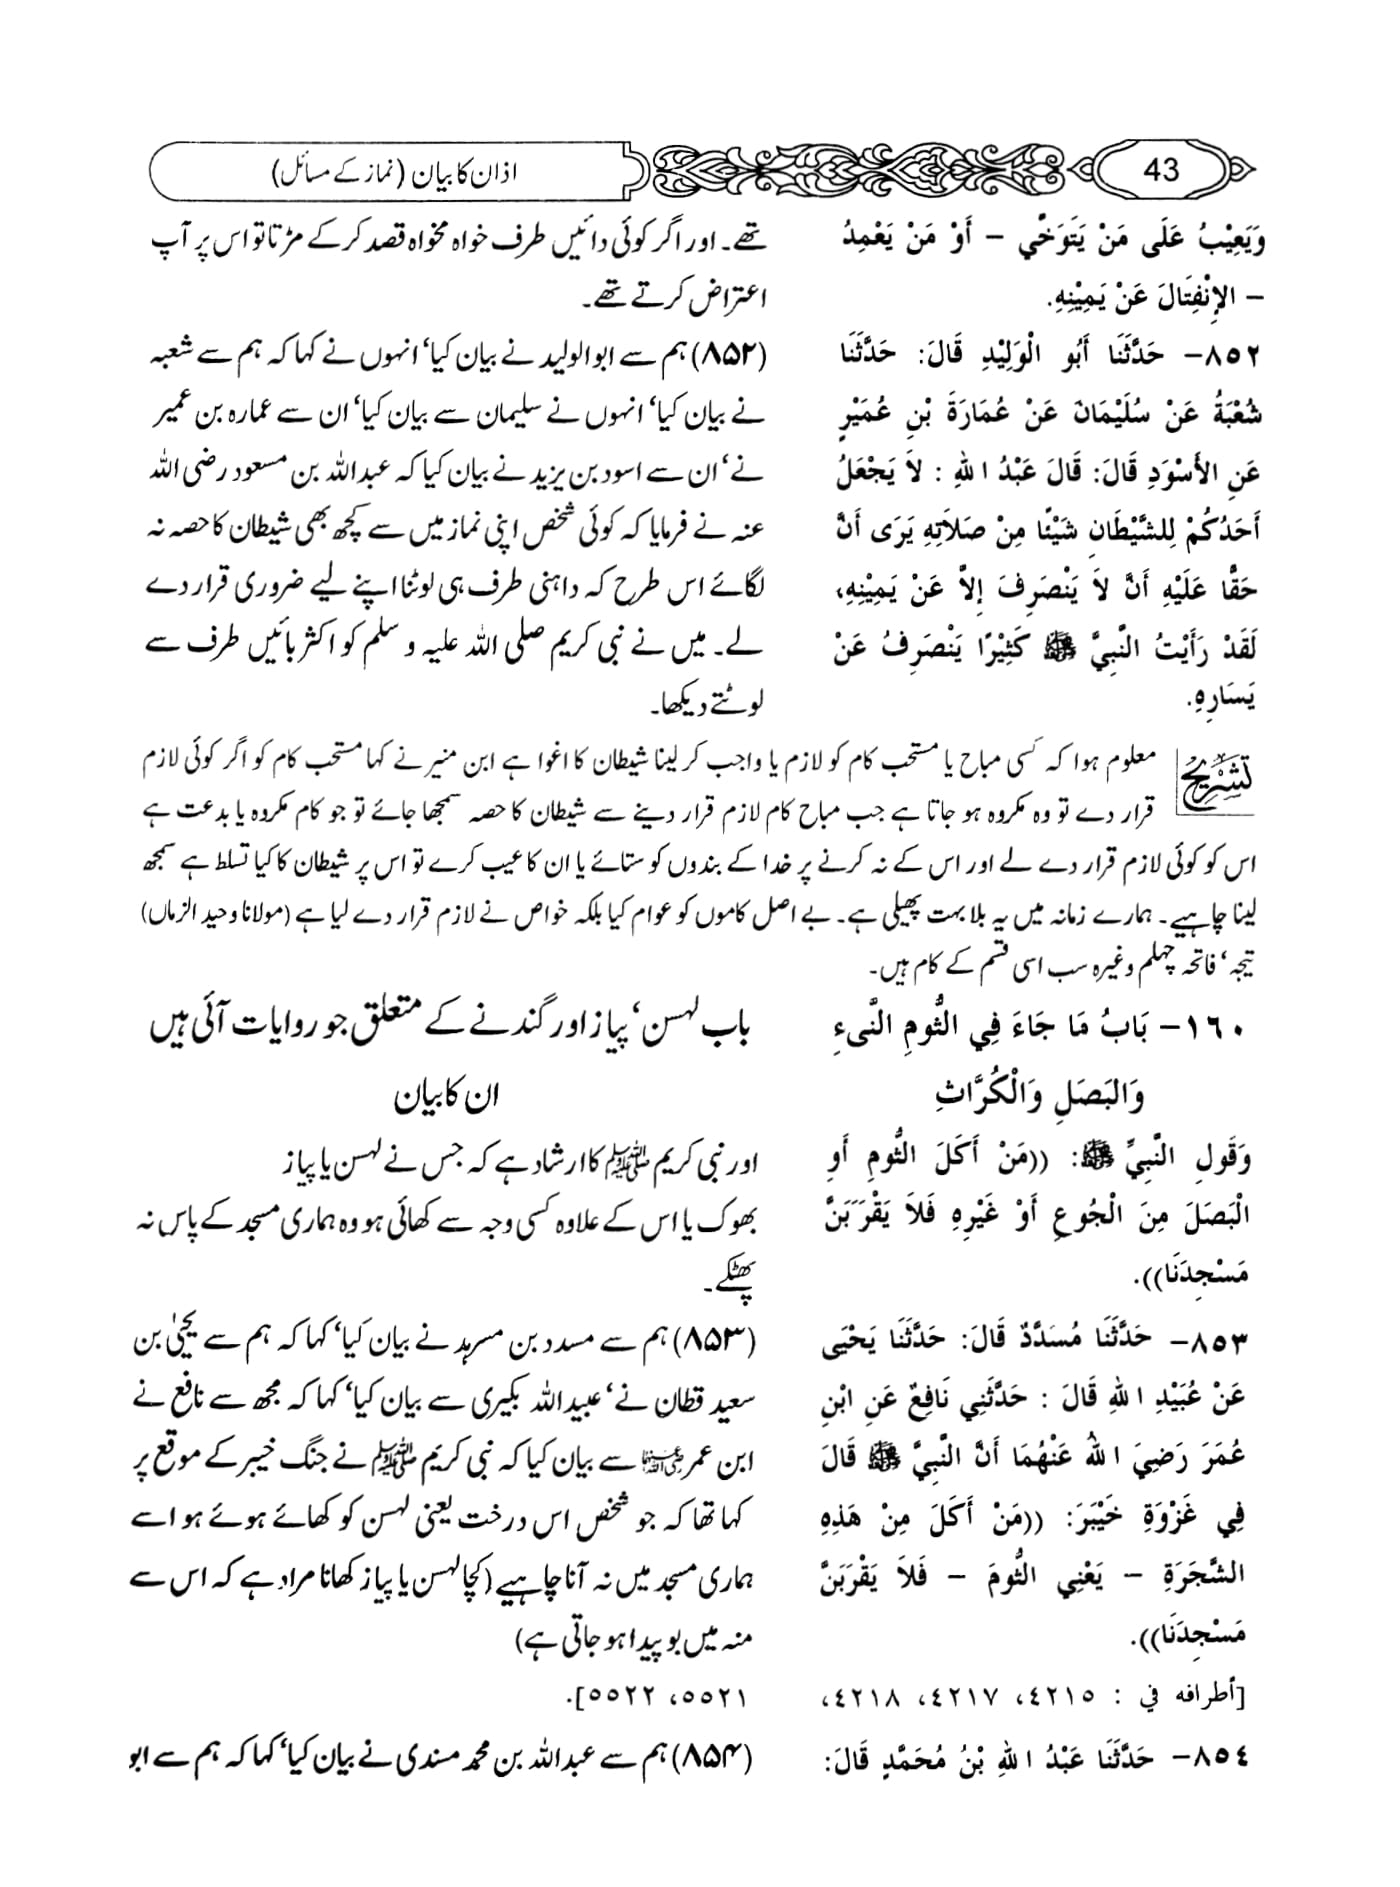 43
اذان کا بیان (نماز کے مسائل)
وَيَعِيْبُ عَلَى مَنْ يَتَوَخَّي – أَوْ مَنْ يَعْمِدُ
– الإِنْفِتَالَ عَنْ يَمِيْنِهِ.
٨٥٢– حَدَّثَنَا أَبُو الْوَلِيْدِ قَالَ: حَدَّثَنَا
شُعْبَةُ عَنْ سُلَيْمَانَ عَنْ عُمَارَةَ بْنِ عُمَيْرٍ
عَنِ الأَسْوَدِ قَالَ: قَالَ عَبْدُ اللهِ : لاَ يَجْعَلُ
أَحَدُكُمْ لِلشَّيْطَانِ شَيْئًا مِنْ صَلاَتِهِ يَرَى أَنَّ
حَقًّا عَلَيْهِ أَنَّ لاَ يَنْصَرِفَ إِلاَّ عَنْ يَمِيْنِهِ،
لَقَدْ رَأَيْتُ النَّبِيَّ ﷺ كَثِيْرًا يَنْصَرِفُ عَنْ
يَسَارِهِ.
تھے۔ اور اگر کوئی دائیں طرف خواہ مخواہ قصد کر کے مڑتا تو اس پر آپ
اعتراض کرتے تھے۔
(۸۵۲) ہم سے ابوالولید نے بیان کیا‘ انہوں نے کہا کہ ہم سے شعبہ
نے بیان کیا‘ انہوں نے سلیمان سے بیان کیا‘ ان سے عمارہ بن عمیر
نے‘ ان سے اسود بن یزید نے بیان کیا کہ عبداللہ بن مسعود رضی اللہ
عنہ نے فرمایا کہ کوئی شخص اپنی نماز میں سے کچھ بھی شیطان کا حصہ نہ
لگائے اس طرح کہ داہنی طرف ہی لوٹنا اپنے لیے ضروری قرار دے
لے۔ میں نے نبی کریم صلی اللہ علیہ و سلم کو اکثر بائیں طرف سے
لوٹتے دیکھا۔
تشریح
معلوم ہوا کہ کسی مباح یا مستحب کام کو لازم یا واجب کر لینا شیطان کا اغوا ہے ابن منیر نے کہا مستحب کام کو اگر کوئی لازم
قرار دے تو وہ مکروہ ہو جاتا ہے جب مباح کام لازم قرار دینے سے شیطان کا حصہ سمجھا جائے تو جو کام مکروہ یا بدعت ہے
اس کو کوئی لازم قرار دے لے اور اس کے نہ کرنے پر خدا کے بندوں کو ستائے یا ان کا عیب کرے تو اس پر شیطان کا کیا تسلط ہے سمجھ
لینا چاہیے۔ ہمارے زمانہ میں یہ بلا بہت پھیلی ہے۔ بے اصل کاموں کو عوام کیا بلکہ خواص نے لازم قرار دے لیا ہے (مولانا وحید الزماں)
تیجہ‘ فاتحہ چہلم وغیرہ سب اسی قسم کے کام ہیں۔
١٦٠– بَابُ مَا جَاءَ فِي الثُّومِ النَّيءِ
وَالبَصَلِ وَالْكُرَّاثِ
وَقَولِ النَّبِيِّ ﷺ: ((مَنْ أَكَلَ الثُّومَ أَوِ
الْبَصَلَ مِنَ الْجُوعِ أَوْ غَيْرِهِ فَلاَ يَقْرَبَنَّ
مَسْجِدَنَا)).
٨٥٣– حَدَّثَنَا مُسَدَّدٌ قَالَ: حَدَّثَنَا يَحْيَى
عَنْ عُبَيْدِ اللهِ قَالَ : حَدَّثَنِي نَافِعٌ عَنِ ابْنِ
عُمَرَ رَضِيَ اللهُ عَنْهُمَا أَنَّ النَّبِيَّ ﷺ قَالَ
فِي غَزْوَةِ خَيْبَرَ: ((مَنْ أَكَلَ مِنْ هَذِهِ
الشَّجَرَةِ – يَعْنِي الثُّومَ – فَلاَ يَقْرَبَنَّ
مَسْجِدَنَا)).
[أطرافه في : ٤٢١٥، ٤٢١٧، ٤٢١٨،
٨٥٤– حَدَّثَنَا عَبْدُ اللهِ بْنُ مُحَمَّدٍ قَالَ:
باب لہسن‘ پیاز اور گندنے کے متعلق جو روایات آئی ہیں
ان کا بیان
اور نبی کریم ﷺ کا ارشاد ہے کہ جس نے لہسن یا پیاز
بھوک یا اس کے علاوہ کسی وجہ سے کھائی ہو وہ ہماری مسجد کے پاس نہ
پھٹکے۔
(۸۵۳) ہم سے مسدد بن مسرہد نے بیان کیا‘ کہا کہ ہم سے یحییٰ بن
سعید قطان نے‘ عبیداللہ بکیری سے بیان کیا‘ کہا کہ مجھ سے نافع نے
ابن عمر رضی اللہ عنہما سے بیان کیا کہ نبی کریم ﷺ نے جنگ خیبر کے موقع پر
کہا تھا کہ جو شخص اس درخت یعنی لہسن کو کھائے ہوئے ہو اسے
ہماری مسجد میں نہ آنا چاہیے (کچا لہسن یا پیاز کھانا مراد ہے کہ اس سے
منہ میں بو پیدا ہو جاتی ہے)
٥٥٢١، ٥٥٢٢].
(۸۵۴) ہم سے عبداللہ بن محمد مسندی نے بیان کیا‘ کہا کہ ہم سے ابو